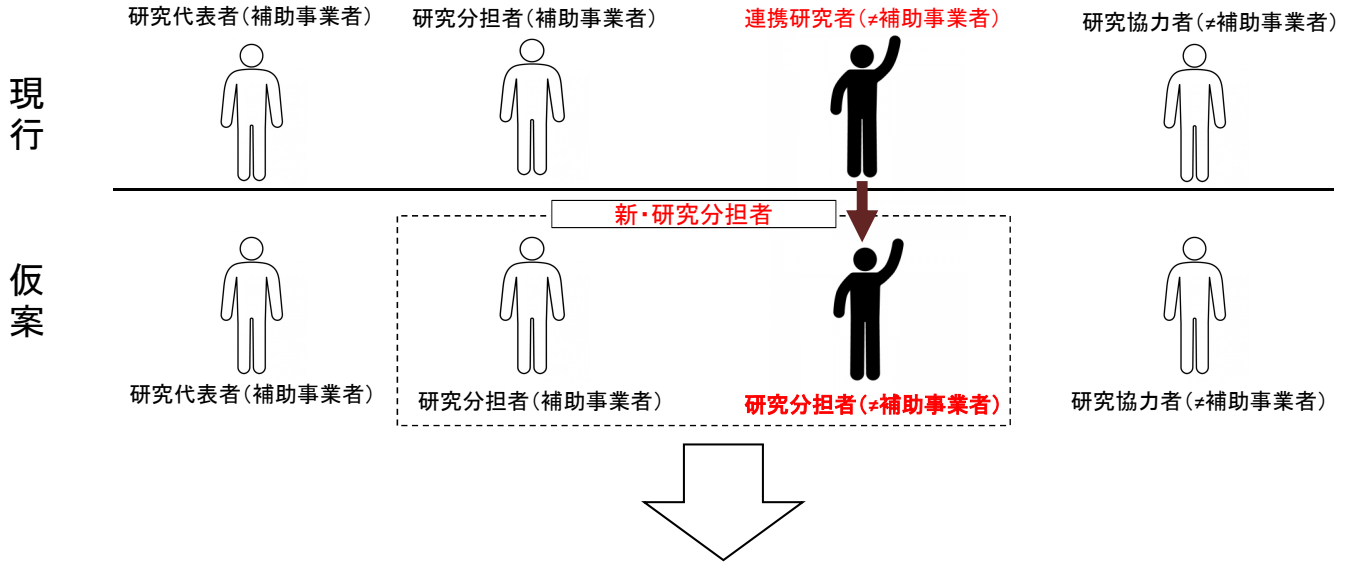 研究代表者(補助事業者)
研究分担者(補助事業者)
連携研究者(≠補助事業者)
研究協力者(≠補助事業者)
現行
新・研究分担者
仮案
研究代表者(補助事業者)
研究分担者(補助事業者)
研究分担者(≠補助事業者)
研究協力者(≠補助事業者)